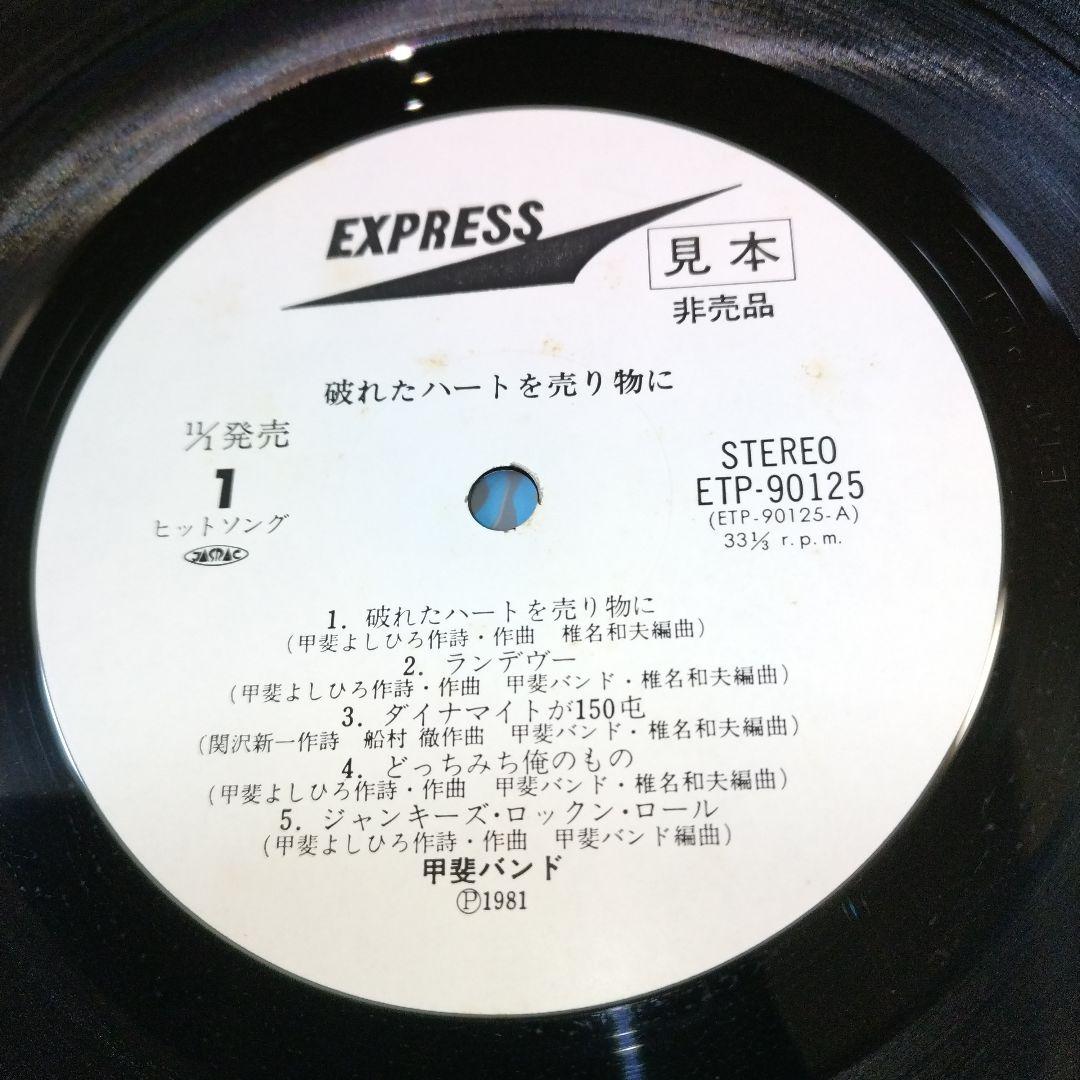 EXPRESS
見本
非売品
破れたハートを売り物に
11/1発売
1
ヒットソング
JASRAC
STEREO
ETP-90125
(ETP-90125-A)
33 1/3 r.p.m.
1. 破れたハートを売り物に
(甲斐よしひろ作詩・作曲 椎名和夫編曲)
2. ランデヴー
(甲斐よしひろ作詩・作曲 甲斐バンド・椎名和夫編曲)
3. ダイナマイトが150屯
(関沢新一作詩 船村 徹作曲 甲斐バンド・椎名和夫編曲)
4. どっちみち俺のもの
(甲斐よしひろ作詩・作曲 甲斐バンド・椎名和夫編曲)
5. ジャンキーズ・ロックン・ロール
(甲斐よしひろ作詩・作曲 甲斐バンド編曲)
甲斐バンド
Ⓟ1981